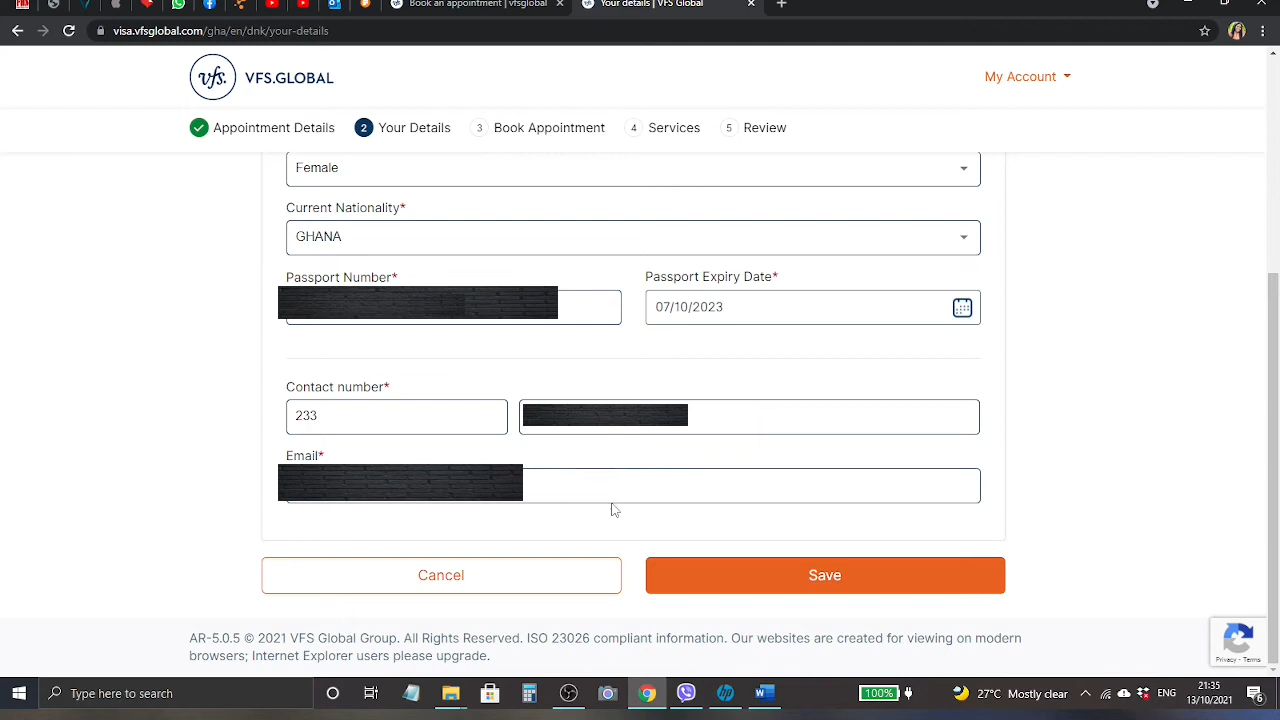 Book an appointment | vfsglobal
Your details | VFS Global
visa.vfsglobal.com/gha/en/dnk/your-details
vfs. VFS.GLOBAL
My Account
Appointment Details 2 Your Details 3 Book Appointment 4 Services 5 Review
Female
Current Nationality*
GHANA
Passport Number* Passport Expiry Date*
07/10/2023
Contact number*
233
Email*
Cancel Save
AR-5.0.5 © 2021 VFS Global Group. All Rights Reserved. ISO 23026 compliant information. Our websites are created for viewing on modern
browsers; Internet Explorer users please upgrade.
Privacy - Terms
Type here to search
100%
27°C Mostly clear
ENG
21:35
13/10/2021
6